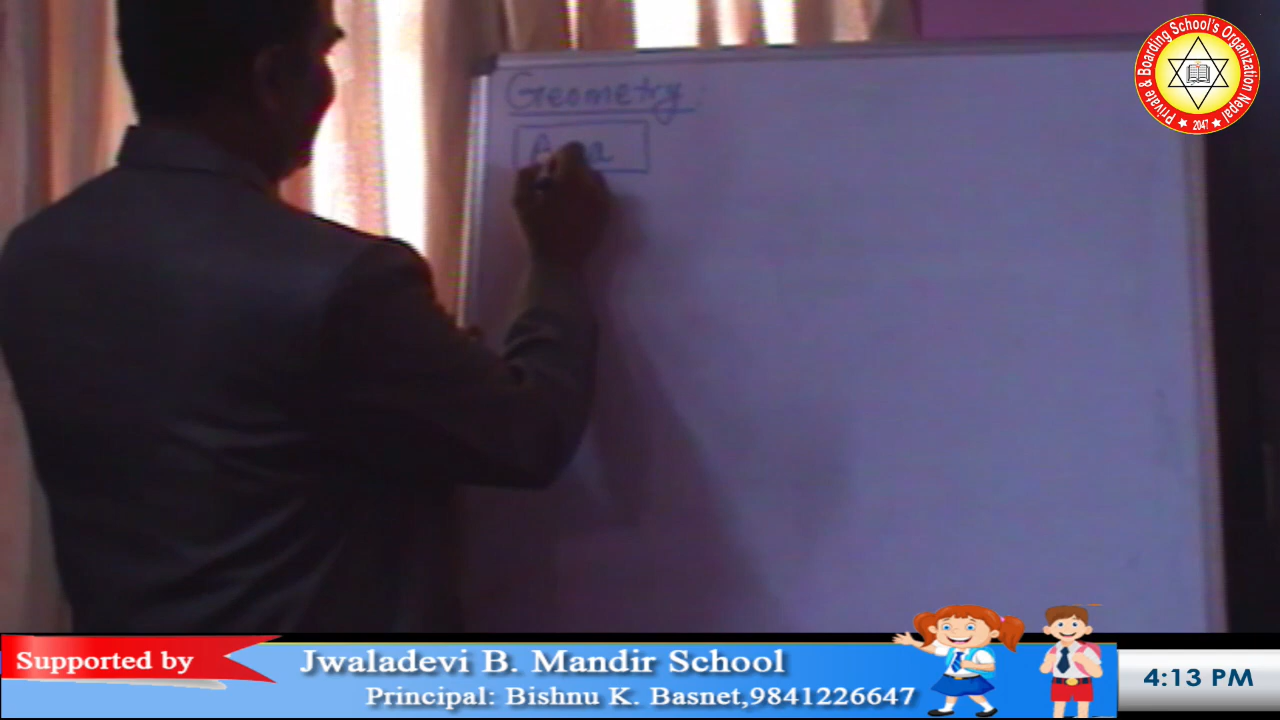 Geometry
Area
Private & Boarding School's Organization Nepal
2047
Supported by
Jwaladevi B. Mandir School
Principal: Bishnu K. Basnet,9841226647
4:13 PM